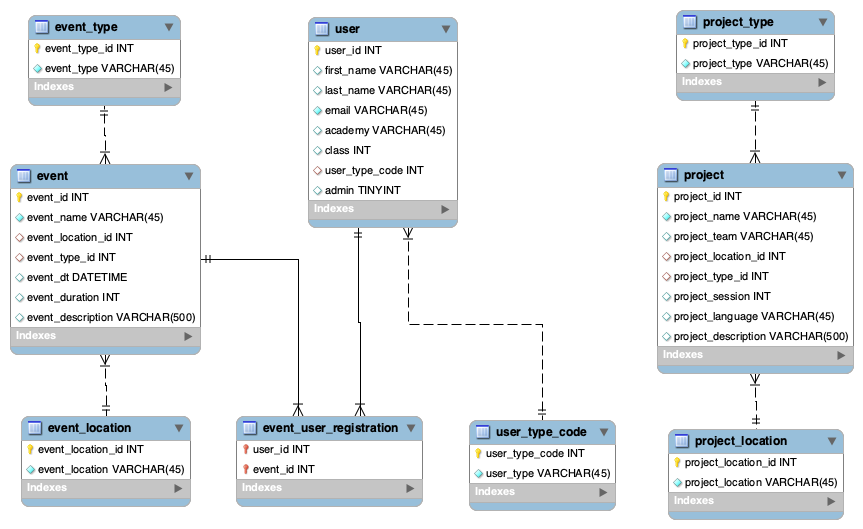 event_type
event_type_id INT
event_type VARCHAR(45)
Indexes
user
user_id INT
first_name VARCHAR(45)
last_name VARCHAR(45)
email VARCHAR(45)
academy VARCHAR(45)
class INT
user_type_code INT
admin TINYINT
Indexes
project_type
project_type_id INT
project_type VARCHAR(45)
Indexes
event
event_id INT
event_name VARCHAR(45)
event_location_id INT
event_type_id INT
event_dt DATETIME
event_duration INT
event_description VARCHAR(500)
Indexes
project
project_id INT
project_name VARCHAR(45)
project_team VARCHAR(45)
project_location_id INT
project_type_id INT
project_session INT
project_language VARCHAR(45)
project_description VARCHAR(500)
Indexes
event_location
event_location_id INT
event_location VARCHAR(45)
Indexes
event_user_registration
user_id INT
event_id INT
Indexes
user_type_code
user_type_code INT
user_type VARCHAR(45)
Indexes
project_location
project_location_id INT
project_location VARCHAR(45)
Indexes